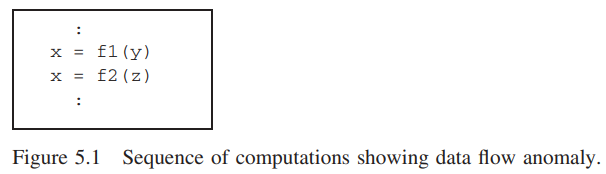 :
x = f1(y)
x = f2(z)
:
Figure 5.1 Sequence of computations showing data flow anomaly.